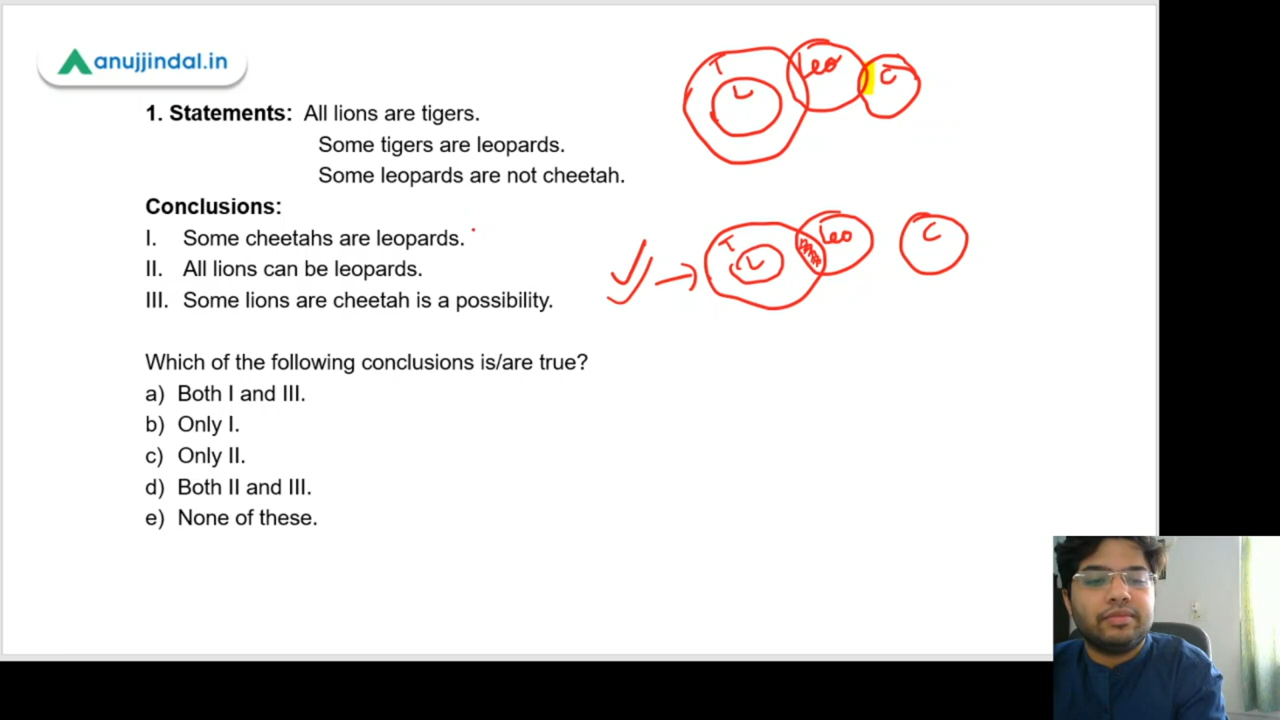 anujjindal.in
1. Statements: All lions are tigers.
Some tigers are leopards.
Some leopards are not cheetah.
Conclusions:
I. Some cheetahs are leopards.
II. All lions can be leopards.
III. Some lions are cheetah is a possibility.
Which of the following conclusions is/are true?
a) Both I and III.
b) Only I.
c) Only II.
d) Both II and III.
e) None of these.
T L Leo C
T L Leo C